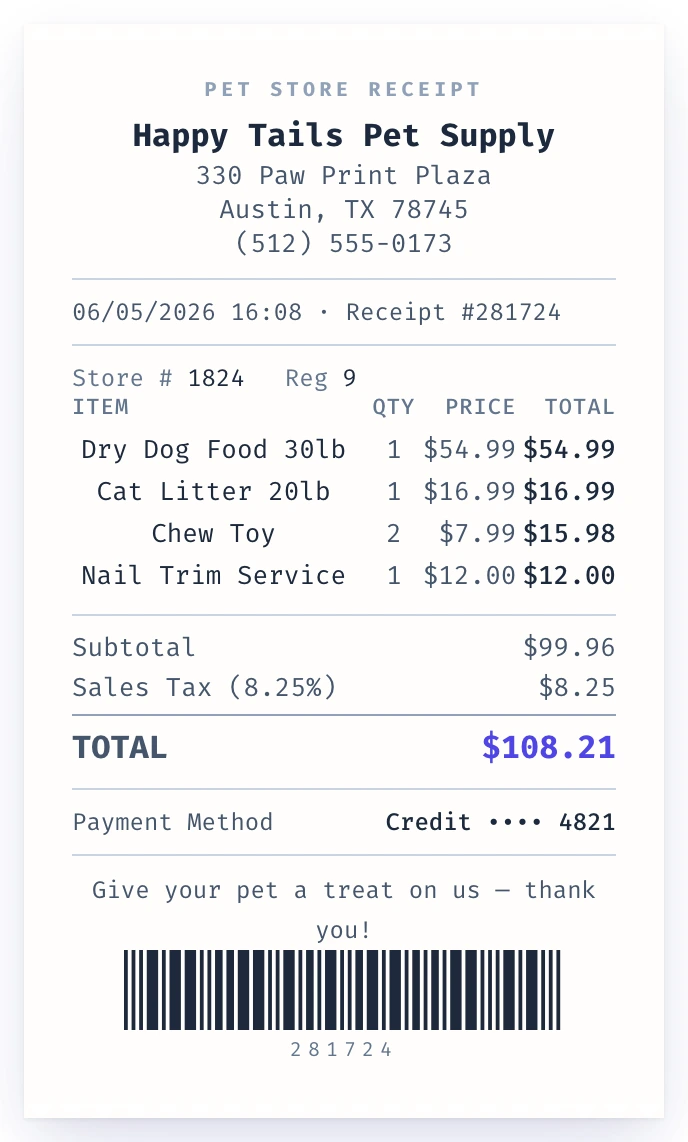 PET STORE RECEIPT
Happy Tails Pet Supply
330 Paw Print Plaza
Austin, TX 78745
(512) 555-0173
06/05/2026 16:08 · Receipt #281724
Store # 1824 Reg 9
ITEM QTY PRICE TOTAL
Dry Dog Food 30lb 1 $54.99 $54.99
Cat Litter 20lb 1 $16.99 $16.99
Chew Toy 2 $7.99 $15.98
Nail Trim Service 1 $12.00 $12.00
Subtotal $99.96
Sales Tax (8.25%) $8.25
TOTAL $108.21
Payment Method Credit •••• 4821
Give your pet a treat on us — thank
you!
281724